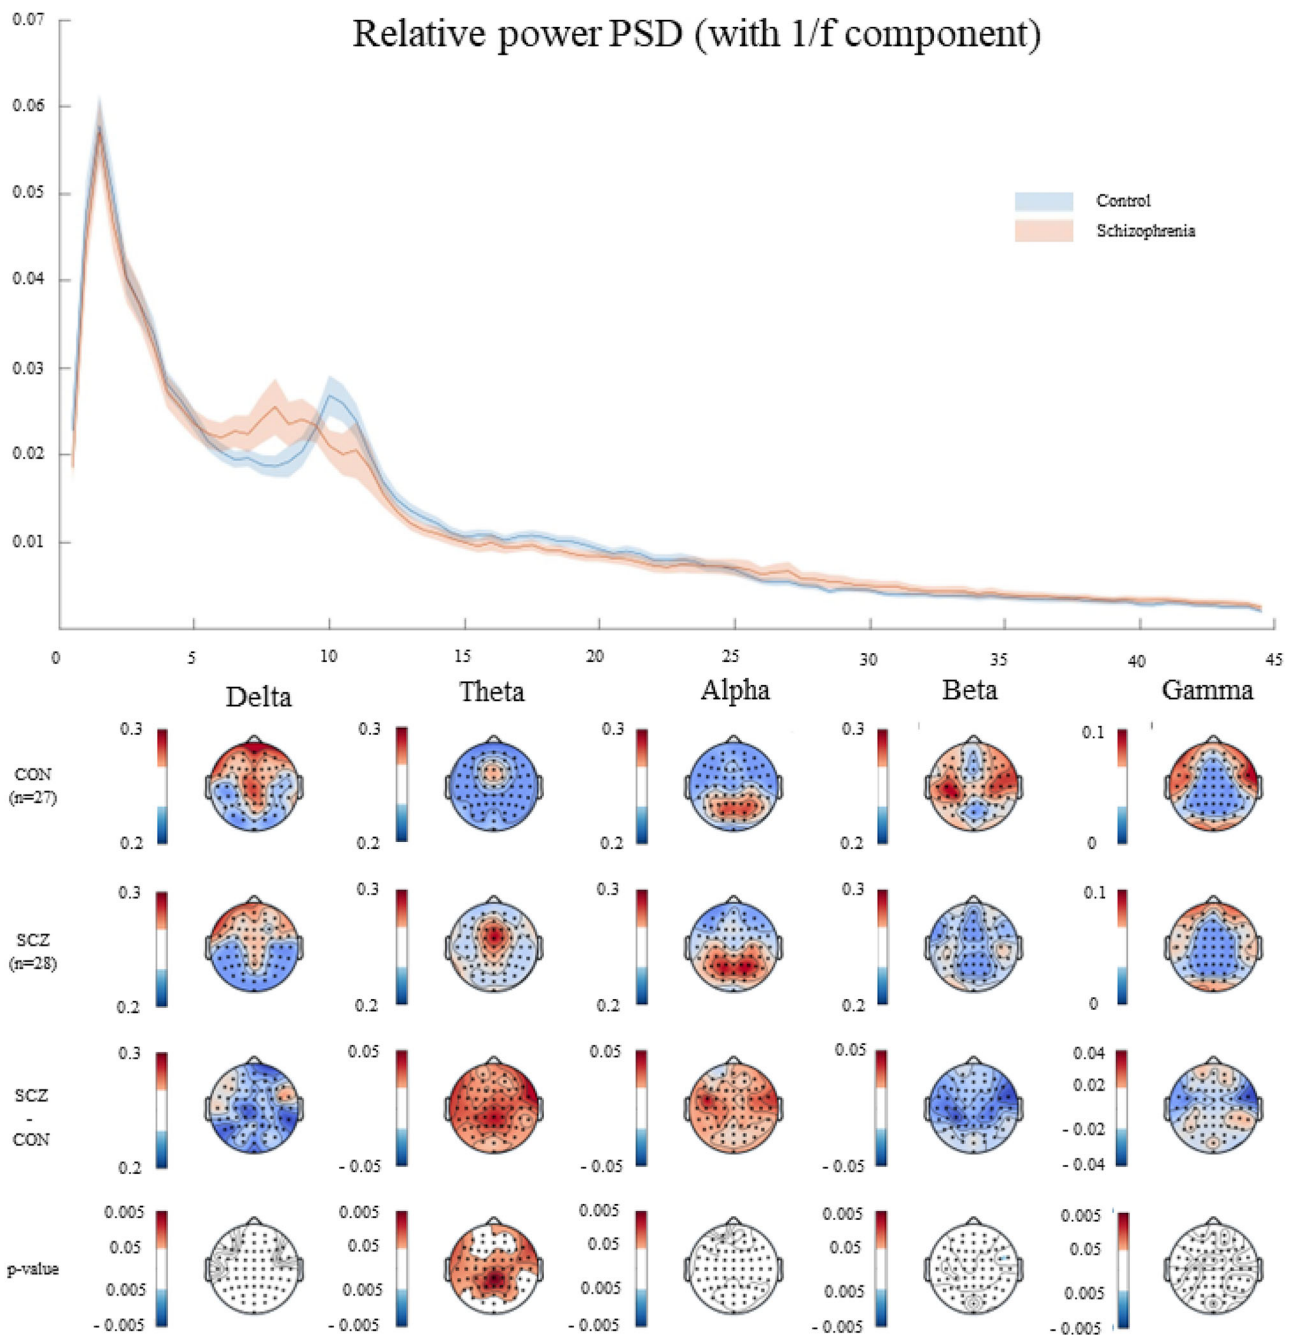 0.07
Relative power PSD (with 1/f component)
0.06
0.05
Control
Schizophrenia
0.04
0.03
0.02
0.01
0 5 10 15 20 25 30 35 40 45
Delta Theta Alpha Beta Gamma
0.3 0.3 0.3 0.3 0.1
CON
(n=27)
0.2 0.2 0.2 0.2 0
0.3 0.3 0.3 0.3 0.1
SCZ
(n=28)
0.2 0.2 0.2 0.2 0
0.3 0.05 0.05 0.05 0.04
0.02
SCZ
-
CON
- 0.02
0.2 - 0.05 - 0.05 - 0.05 - 0.04
0.005 0.005 0.005 0.005 0.005
0.05 0.05 0.05 0.05 0.05
p-value
0.005 0.005 0.005 0.005 0.005
- 0.005 - 0.005 - 0.005 - 0.005 - 0.005